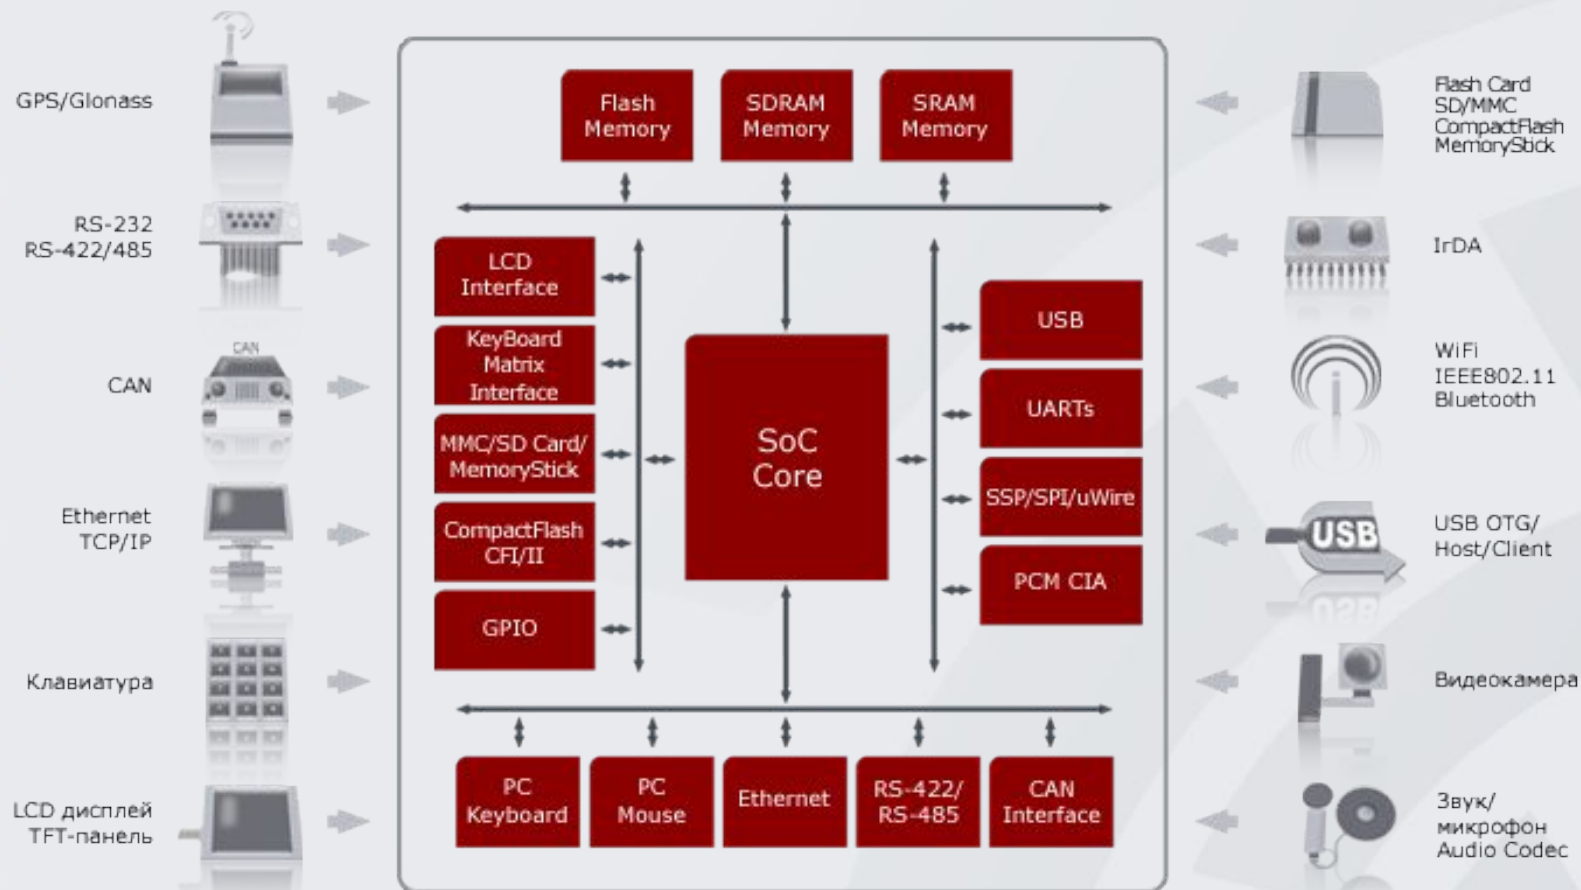 GPS/Glonass
RS-232
RS-422/485
CAN
CAN
Ethernet
TCP/IP
Клавиатура
LCD дисплей
TFT-панель
Flash
Memory
SDRAM
Memory
SRAM
Memory
LCD
Interface
KeyBoard
Matrix
Interface
MMC/SD Card/
MemoryStick
CompactFlash
CFI/II
GPIO
SoC
Core
USB
UARTs
SSP/SPI/uWire
PCM CIA
PC
Keyboard
PC
Mouse
Ethernet
RS-422/
RS-485
CAN
Interface
Flash Card
SD/MMC
CompactFlash
MemoryStick
IrDA
WiFi
IEEE802.11
Bluetooth
USB
USB OTG/
Host/Client
Видеокамера
Звук/
микрофон
Audio Codec